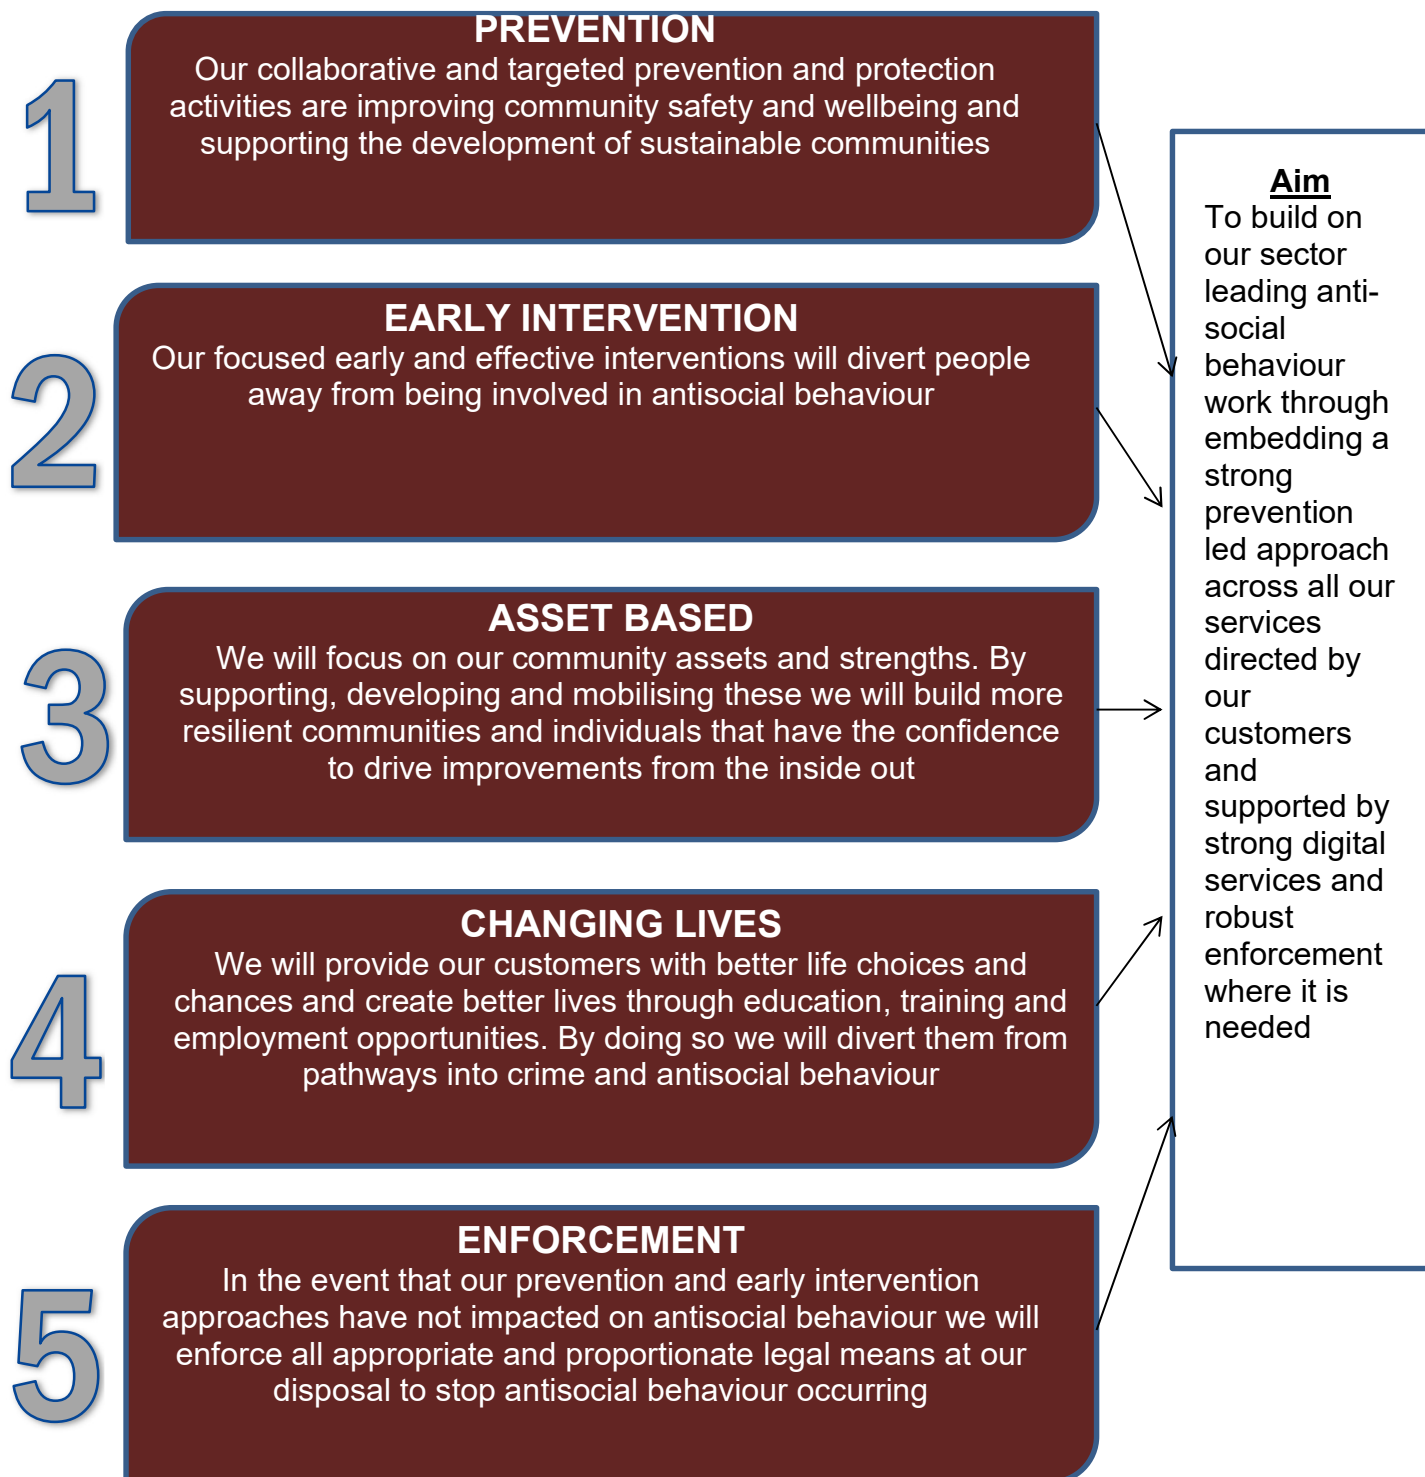 1
PREVENTION
Our collaborative and targeted prevention and protection
activities are improving community safety and wellbeing and
supporting the development of sustainable communities
2
EARLY INTERVENTION
Our focused early and effective interventions will divert people
away from being involved in antisocial behaviour
3
ASSET BASED
We will focus on our community assets and strengths. By
supporting, developing and mobilising these we will build more
resilient communities and individuals that have the confidence
to drive improvements from the inside out
4
CHANGING LIVES
We will provide our customers with better life choices and
chances and create better lives through education, training and
employment opportunities. By doing so we will divert them from
pathways into crime and antisocial behaviour
5
ENFORCEMENT
In the event that our prevention and early intervention
approaches have not impacted on antisocial behaviour we will
enforce all appropriate and proportionate legal means at our
disposal to stop antisocial behaviour occurring
Aim
To build on
our sector
leading anti-
social
behaviour
work through
embedding a
strong
prevention
led approach
across all our
services
directed by
our
customers
and
supported by
strong digital
services and
robust
enforcement
where it is
needed